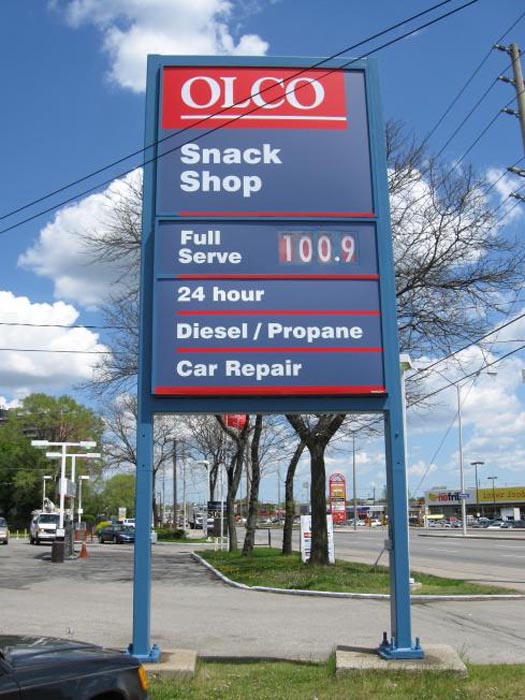 OLCO
Snack
Shop
Full
Serve
100.9
24 hour
Diesel / Propane
Car Repair